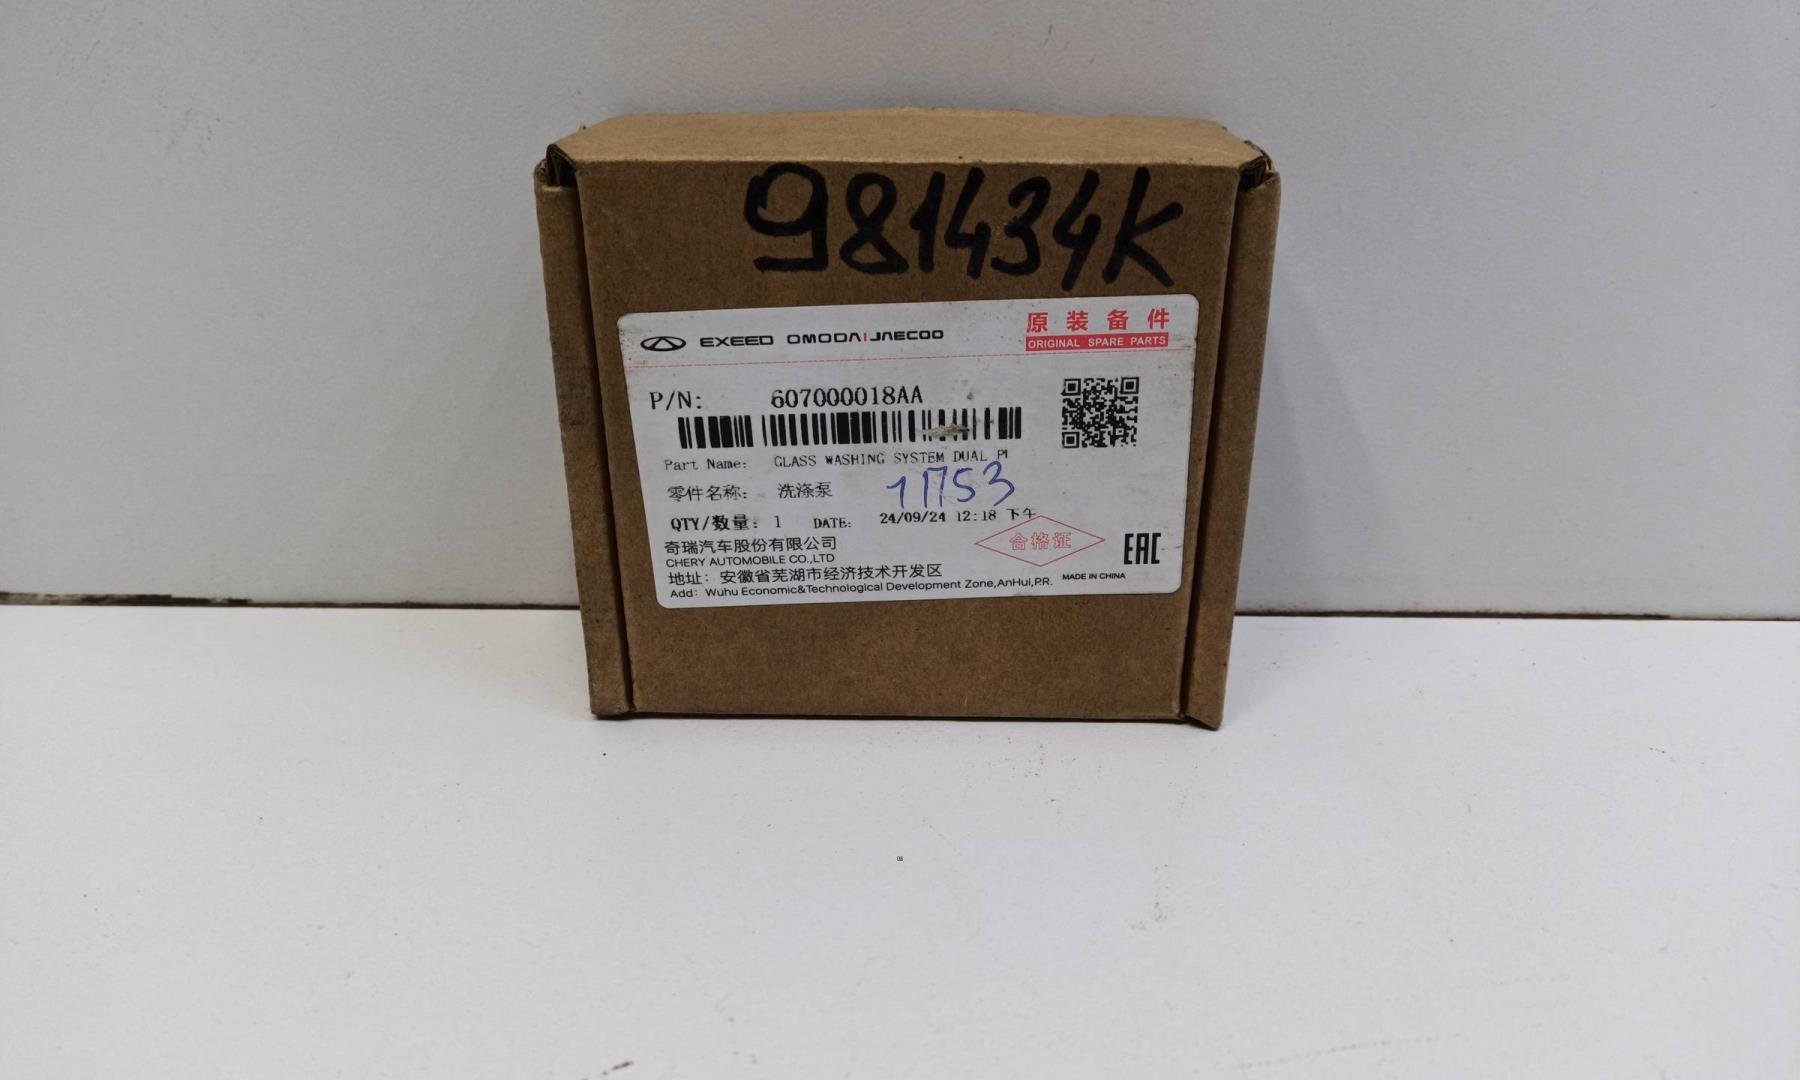 981434K
EXEED OMODA|JAECOO
原装备件
ORIGINAL SPARE PARTS
P/N: 607000018AA
Part Name: GLASS WASHING SYSTEM DUAL
零件名称: 洗涤泵
11753
QTY/数量: 1 DATE: 24/09/24 12:18 下午
奇瑞汽车股份有限公司
CHERY AUTOMOBILE CO.,LTD
合格证
EAC
地址: 安徽省芜湖市经济技术开发区
MADE IN CHINA
Add: Wuhu Economic&Technological Development Zone,AnHui,P.R.